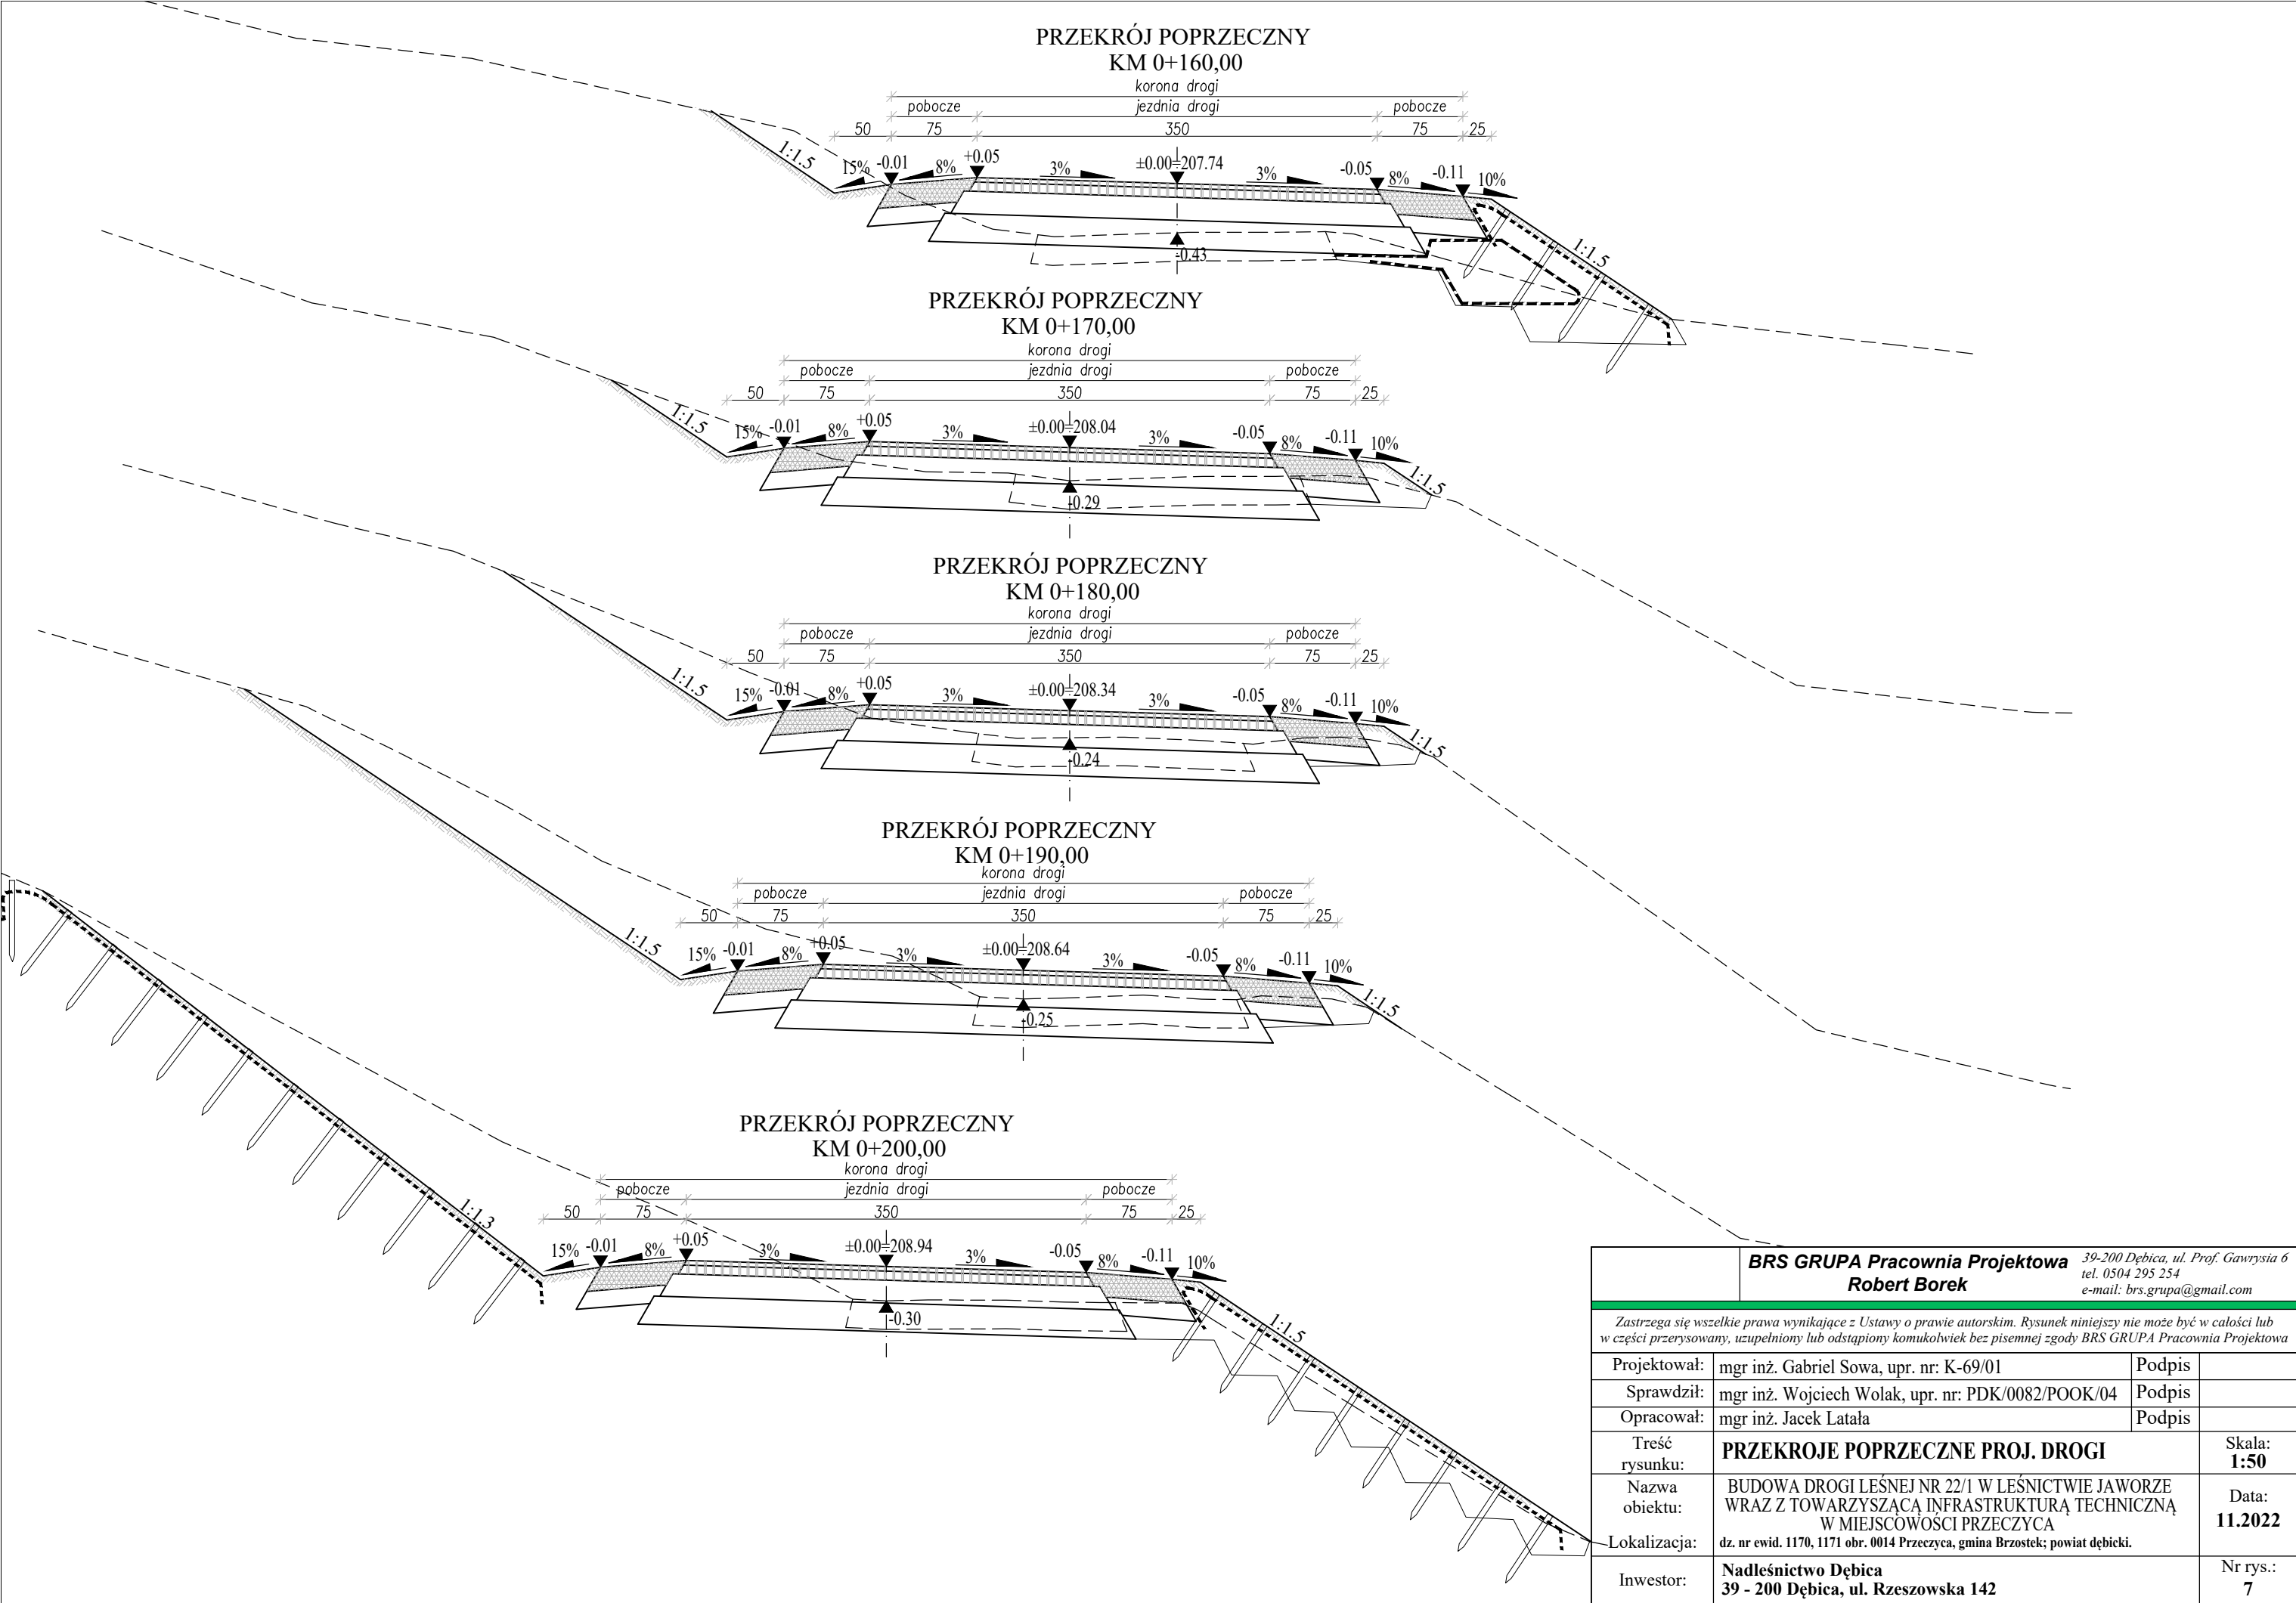 PRZEKRÓJ POPRZECZNY
KM 0+160,00
korona drogi
pobocze jezdnia drogi pobocze
50 75 350 75 25
1:1.5 15% -0.01 8% +0.05 3% ±0.00=207.74 3% -0.05 8% -0.11 10%
1:1.5
-0.43
PRZEKRÓJ POPRZECZNY
KM 0+170,00
korona drogi
pobocze jezdnia drogi pobocze
50 75 350 75 25
1:1.5 15% -0.01 8% +0.05 3% ±0.00=208.04 3% -0.05 8% -0.11 10%
1:1.5
-0.29
PRZEKRÓJ POPRZECZNY
KM 0+180,00
korona drogi
pobocze jezdnia drogi pobocze
50 75 350 75 25
1:1.5 15% -0.01 8% +0.05 3% ±0.00=208.34 3% -0.05 8% -0.11 10%
1:1.5
-0.24
PRZEKRÓJ POPRZECZNY
KM 0+190,00
korona drogi
pobocze jezdnia drogi pobocze
50 75 350 75 25
1:1.5 15% -0.01 8% +0.05 3% ±0.00=208.64 3% -0.05 8% -0.11 10%
1:1.5
-0.25
PRZEKRÓJ POPRZECZNY
KM 0+200,00
korona drogi
pobocze jezdnia drogi pobocze
50 75 350 75 25
1:1.3 15% -0.01 8% +0.05 3% ±0.00=208.94 3% -0.05 8% -0.11 10%
1:1.5
-0.30
BRS GRUPA Pracownia Projektowa
Robert Borek
39-200 Dębica, ul. Prof. Gawrysia 6
tel. 0504 295 254
e-mail: brs.grupa@gmail.com
Zastrzega się wszelkie prawa wynikające z Ustawy o prawie autorskim. Rysunek niniejszy nie może być w całości lub
w części przerysowany, uzupełniony lub odstąpiony komukolwiek bez pisemnej zgody BRS GRUPA Pracownia Projektowa
Projektował: mgr inż. Gabriel Sowa, upr. nr: K-69/01 Podpis
Sprawdził: mgr inż. Wojciech Wolak, upr. nr: PDK/0082/POOK/04 Podpis
Opracował: mgr inż. Jacek Latała Podpis
Treść
rysunku:
PRZEKROJE POPRZECZNE PROJ. DROGI
Skala:
1:50
Nazwa
obiektu:
BUDOWA DROGI LEŚNEJ NR 22/1 W LEŚNICTWIE JAWORZE
WRAZ Z TOWARZYSZĄCĄ INFRASTRUKTURĄ TECHNICZNĄ
W MIEJSCOWOŚCI PRZECZYCA
Data:
11.2022
Lokalizacja: dz. nr ewid. 1170, 1171 obr. 0014 Przeczyca, gmina Brzostek; powiat dębicki.
Inwestor:
Nadleśnictwo Dębica
39 - 200 Dębica, ul. Rzeszowska 142
Nr rys.:
7